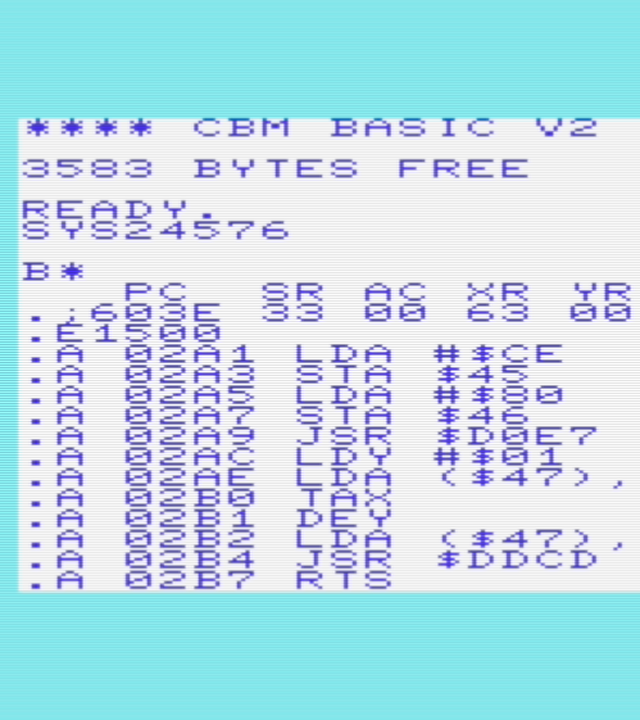 **** CBM BASIC V2
3583 BYTES FREE
READY.
SYS24576
B*
PC SR AC XR YR
.;603E 33 00 63 00
.E1500
.A 02A1 LDA #$CE
.A 02A3 STA $45
.A 02A5 LDA #$80
.A 02A7 STA $46
.A 02A9 JSR $D0E7
.A 02AC LDY #$01
.A 02AE LDA ($47),
.A 02B0 TAX
.A 02B1 DEY
.A 02B2 LDA ($47),
.A 02B4 JSR $DDCD
.A 02B7 RTS